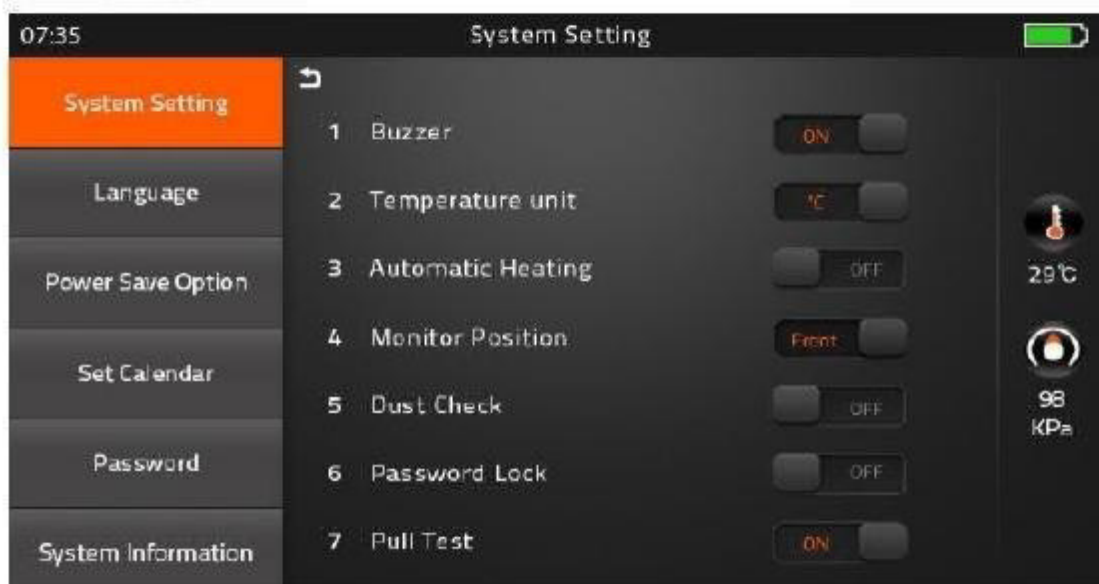 07:35
System Setting
System Setting
Language
Power Save Option
Set Calendar
Password
System Information
1 Buzzer ON
2 Temperature unit °C
3 Automatic Heating OFF
4 Monitor Position Front
5 Dust Check OFF
6 Password Lock OFF
7 Pull Test ON
29℃
98
KPa